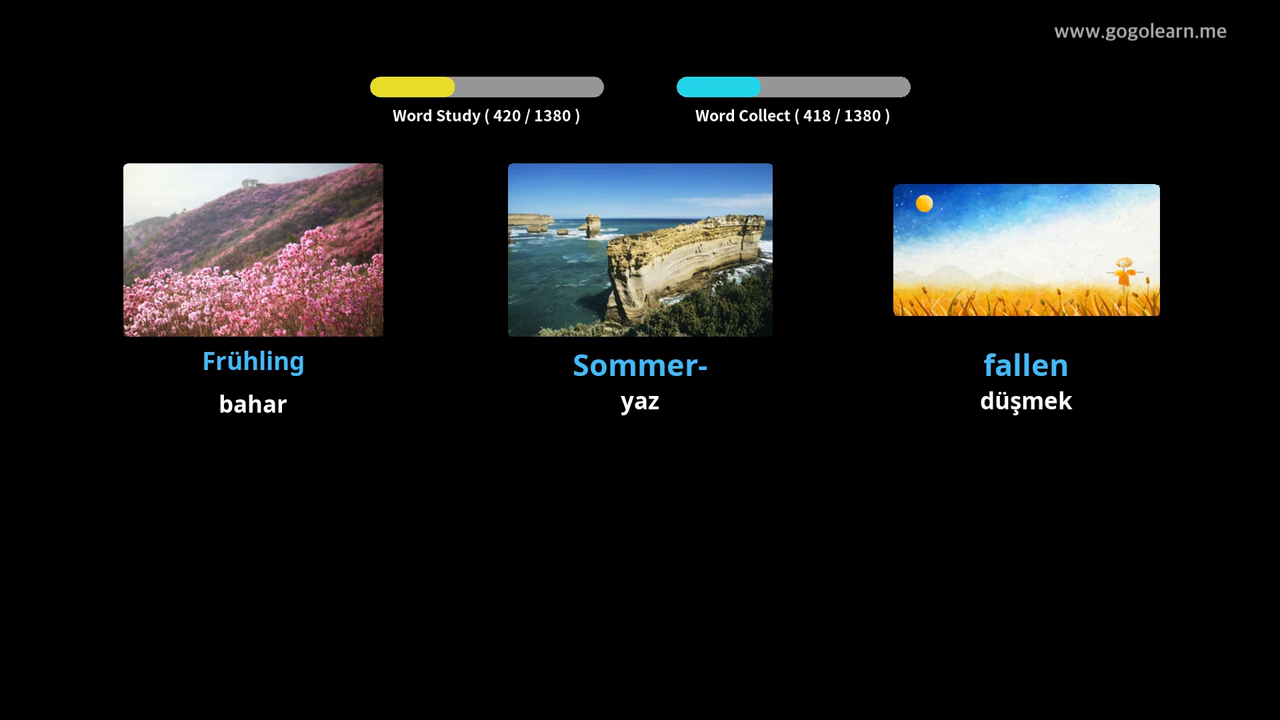 www.gogolearn.me
Word Study ( 420 / 1380 )
Word Collect ( 418 / 1380 )
Frühling
bahar
Sommer-
yaz
fallen
düşmek